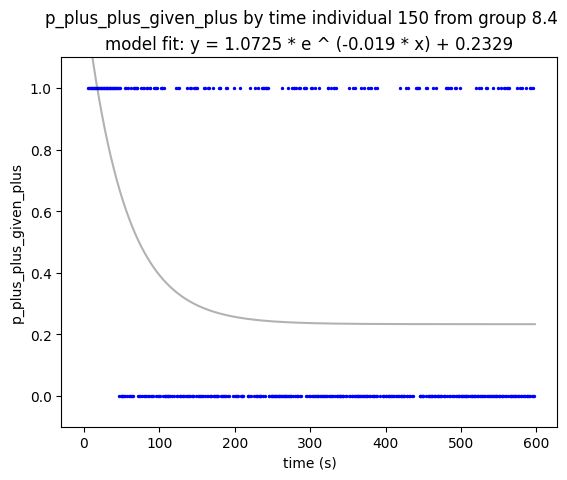 p_plus_plus_given_plus by time individual 150 from group 8.4
model fit: y = 1.0725 * e ^ (-0.019 * x) + 0.2329
1.0
0.8
0.6
0.4
0.2
0.0
p_plus_plus_given_plus
0 100 200 300 400 500 600
time (s)